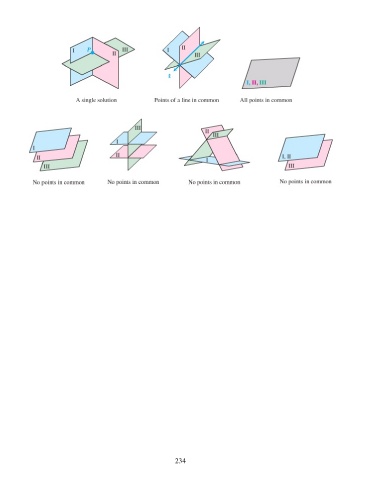 I P II III
I II III
I, II, III
A single solution Points of a line in common All points in common
I II III
I II III
I II III
I, II III
No points in common No points in common No points in common No points in common
234